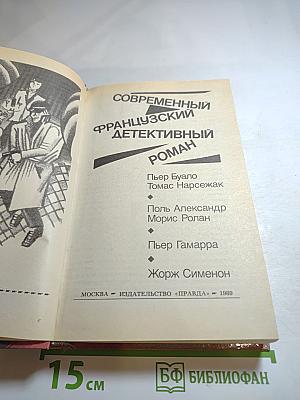 СОВРЕМЕННЫЙ
ФРАНЦУЗСКИЙ
ДЕТЕКТИВНЫЙ
РОМАН
Пьер Буало
Томас Нарсежак
Поль Александр
Морис Ролан
Пьер Гамарра
Жорж Сименон
МОСКВА — ИЗДАТЕЛЬСТВО «ПРАВДА» — 1989
15 см
БФ БИБЛИОФАН